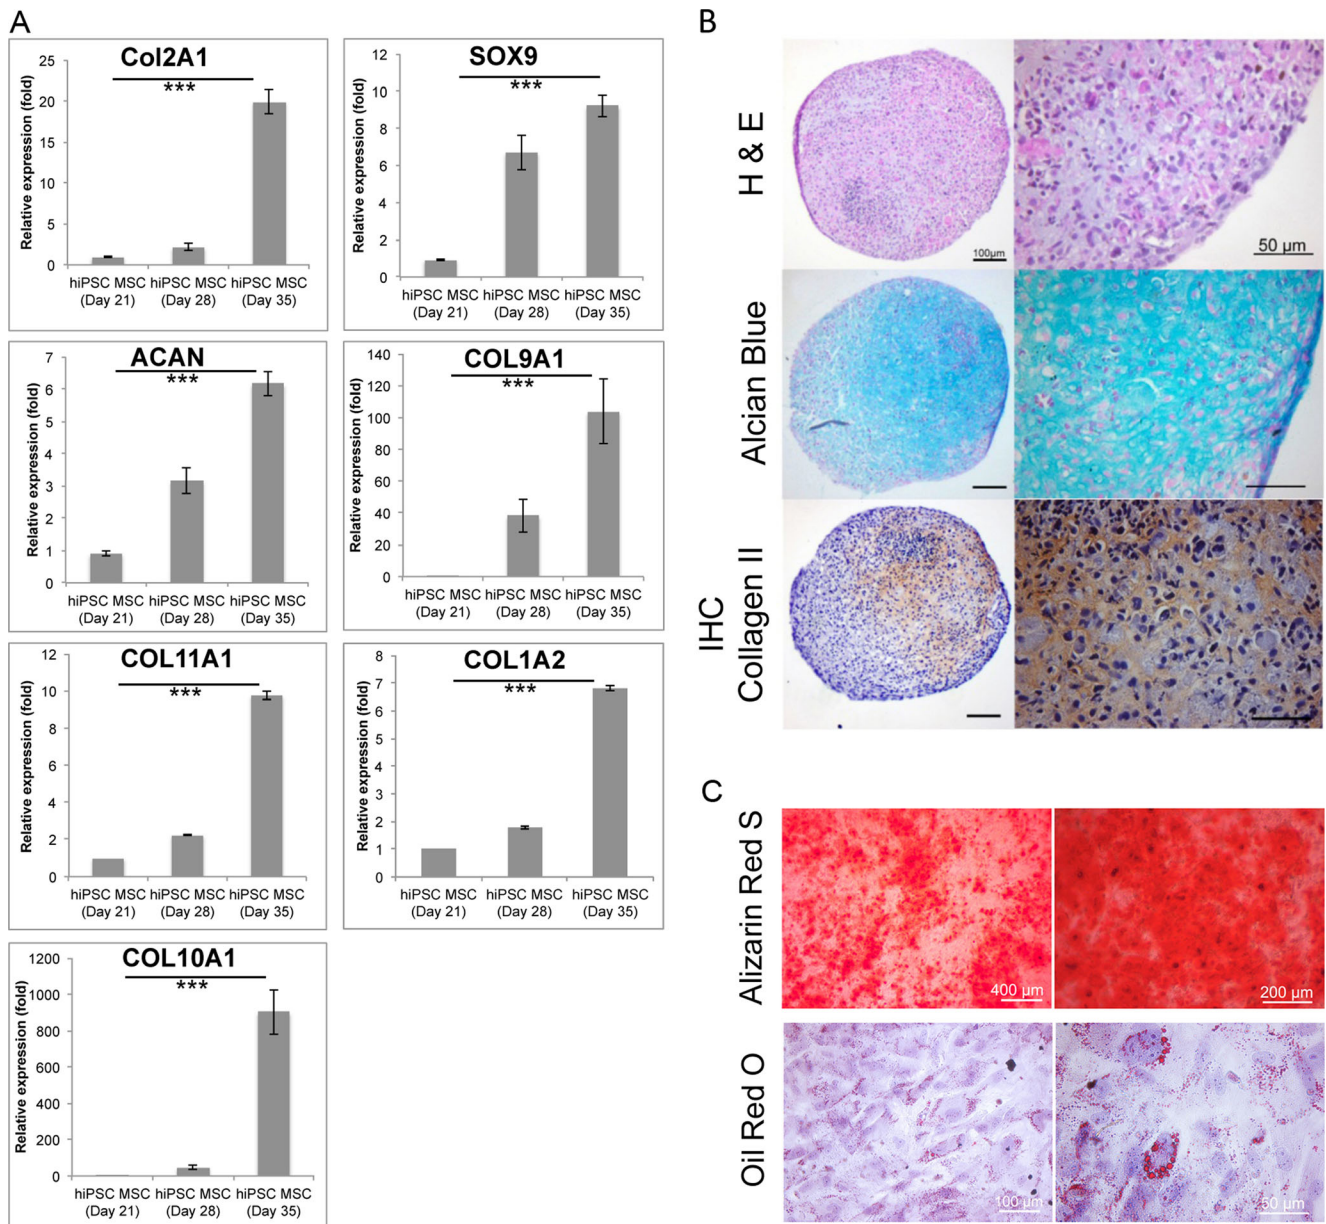 A
Col2A1
***
Relative expression (fold)
25
20
15
10
5
0
hiPSC MSC hiPSC MSC hiPSC MSC
(Day 21) (Day 28) (Day 35)
SOX9
***
Relative expression (fold)
12
10
8
6
4
2
0
hiPSC MSC hiPSC MSC hiPSC MSC
(Day 21) (Day 28) (Day 35)
ACAN
***
Relative expression (fold)
7
6
5
4
3
2
1
0
hiPSC MSC hiPSC MSC hiPSC MSC
(Day 21) (Day 28) (Day 35)
COL9A1
***
Relative expression (fold)
140
120
100
80
60
40
20
0
hiPSC MSC hiPSC MSC hiPSC MSC
(Day 21) (Day 28) (Day 35)
COL11A1
***
Relative expression (fold)
12
10
8
6
4
2
0
hiPSC MSC hiPSC MSC hiPSC MSC
(Day 21) (Day 28) (Day 35)
COL1A2
***
Relative expression (fold)
8
7
6
5
4
3
2
1
0
hiPSC MSC hiPSC MSC hiPSC MSC
(Day 21) (Day 28) (Day 35)
COL10A1
***
Relative expression (fold)
1200
1000
800
600
400
200
0
hiPSC MSC hiPSC MSC hiPSC MSC
(Day 21) (Day 28) (Day 35)
B
H & E
100µm
50 µm
Alcian Blue
IHC
Collagen II
C
Alizarin Red S
400 µm
200 µm
Oil Red O
100 µm
50 µm